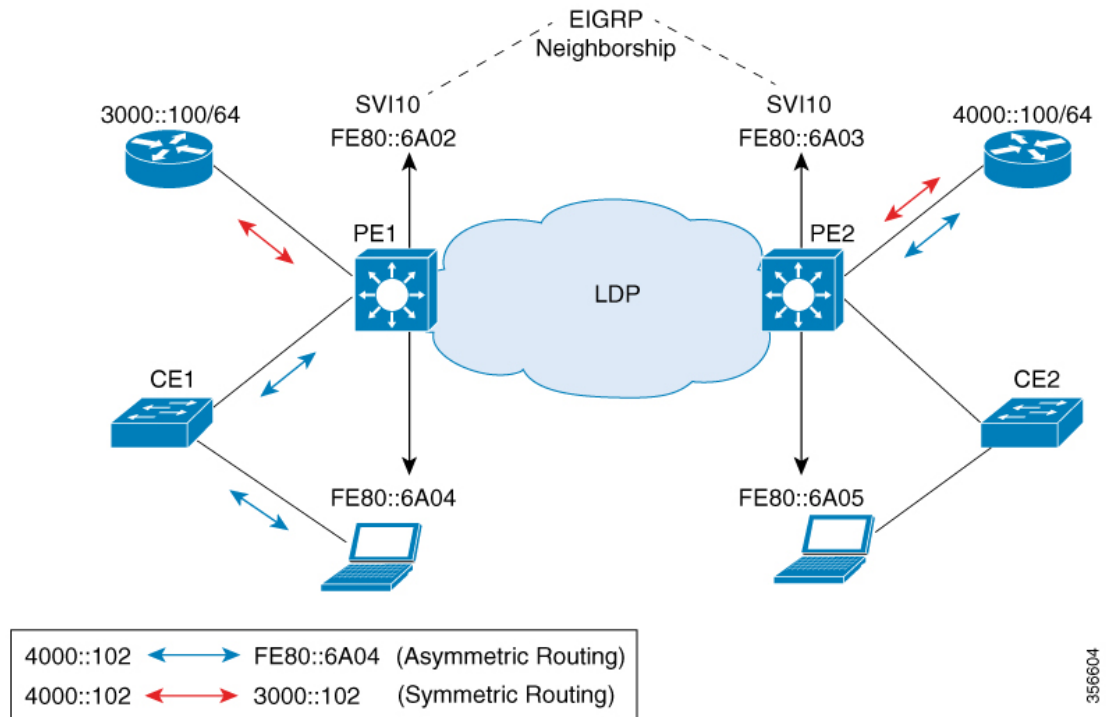 EIGRP
Neighborship
SVI10
SVI10
3000::100/64
FE80::6A02
FE80::6A03
4000::100/64
PE1
PE2
LDP
CE1
CE2
FE80::6A04
FE80::6A05
4000::102 FE80::6A04 (Asymmetric Routing)
4000::102 3000::102 (Symmetric Routing)
356604